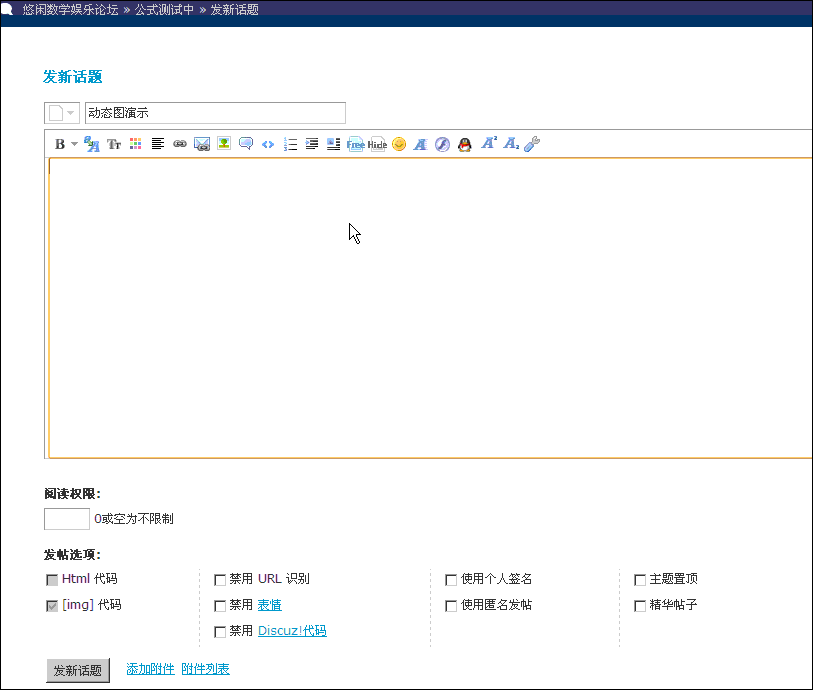 悠闲数学娱乐论坛 » 公式测试中 » 发新话题
发新话题
动态图演示
B A Tr Free Hide A A² A₂
阅读权限：
0或空为不限制
发帖选项：
Html 代码 禁用 URL 识别 使用个人签名 主题置顶
[img] 代码 禁用 表情 使用匿名发帖 精华帖子
禁用 Discuz!代码
发新话题 添加附件 附件列表